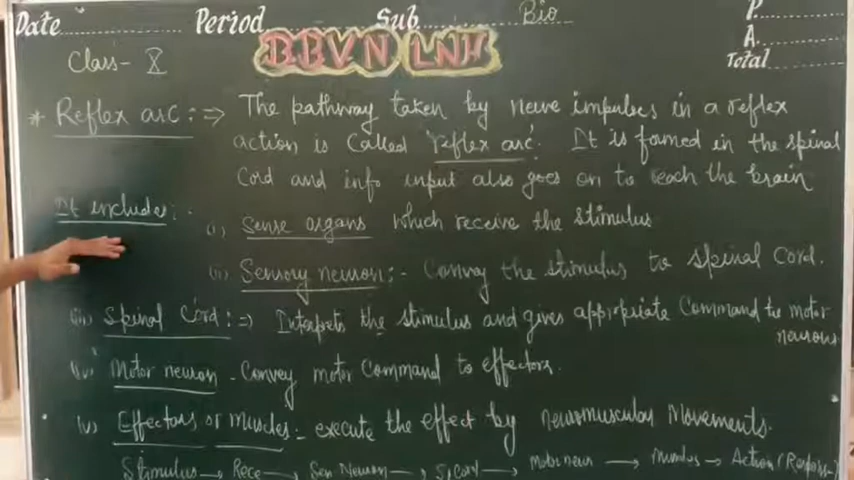 Date Period Sub Bio P.
A.
Total
BBVN LNH
Class- X
* Reflex arc :⇒ The pathway taken by nerve impulses in a reflex
action is called 'reflex arc'. It is formed in the spinal
Cord and info input also goes on to reach the brain
It includes:-
(i) Sense organs which receive the stimulus
(ii) Sensory neuron:- Convey the stimulus to spinal Cord.
(iii) Spinal Cord :⇒ Interprets the stimulus and gives appropriate Command to motor
neurons
(iv) Motor neuron - Convey motor Command to effectors.
(v) Effectors or muscles:- execute the effect by neuromuscular Movements.
Stimulus → Rece → Sen Neuron → S.Cord → Motor neur → → Action (Respons